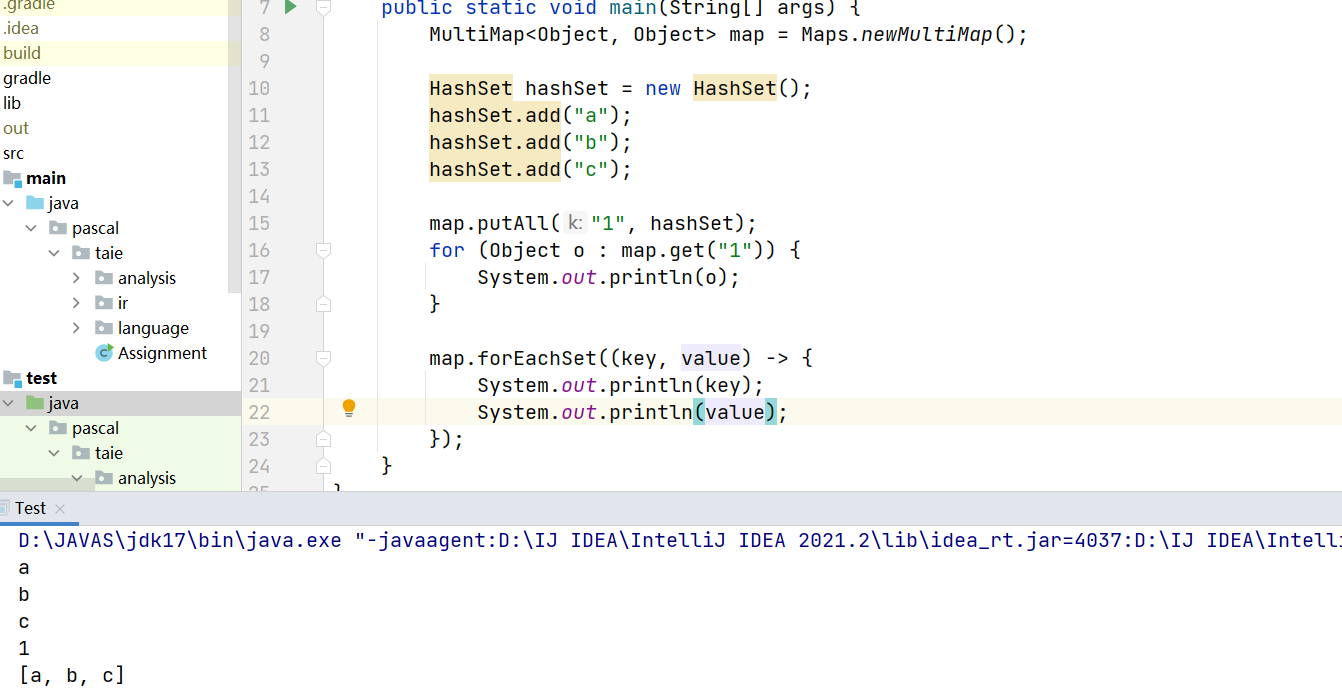 .gradle
.idea
build
gradle
lib
out
src
main
java
pascal
taie
analysis
ir
language
Assignment
test
java
pascal
taie
analysis
7 public static void main(String[] args) {
8 MultiMap<Object, Object> map = Maps.newMultiMap();
9
10 HashSet hashSet = new HashSet();
11 hashSet.add("a");
12 hashSet.add("b");
13 hashSet.add("c");
14
15 map.putAll( k: "1", hashSet);
16 for (Object o : map.get("1")) {
17 System.out.println(o);
18 }
19
20 map.forEachSet((key, value) -> {
21 System.out.println(key);
22 System.out.println(value);
23 });
24 }
Test
D:\JAVAS\jdk17\bin\java.exe "-javaagent:D:\IJ IDEA\IntelliJ IDEA 2021.2\lib\idea_rt.jar=4037:D:\IJ IDEA\Intelli
a
b
c
1
[a, b, c]